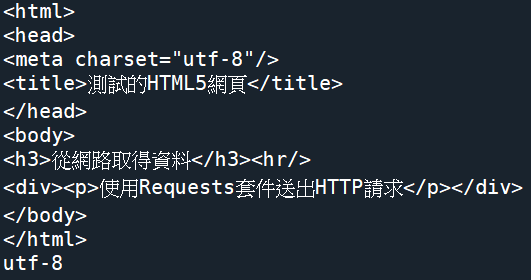 <html>
<head>
<meta charset="utf-8"/>
<title>測試的HTML5網頁</title>
</head>
<body>
<h3>從網路取得資料</h3><hr/>
<div><p>使用Requests套件送出HTTP請求</p></div>
</body>
</html>
utf-8